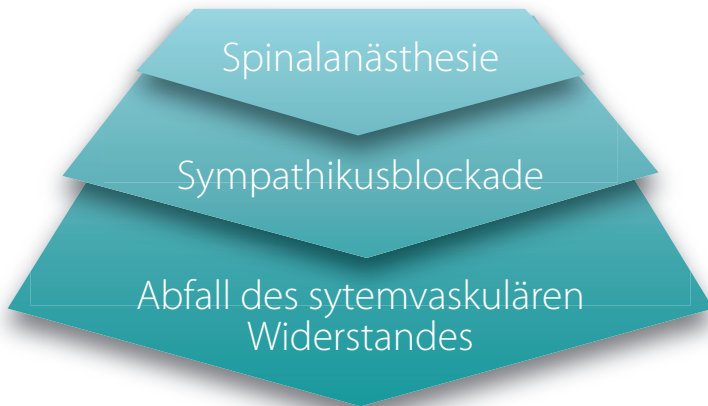 Spinalanästhesie
Sympathikusblockade
Abfall des sytemvaskulären
Widerstandes